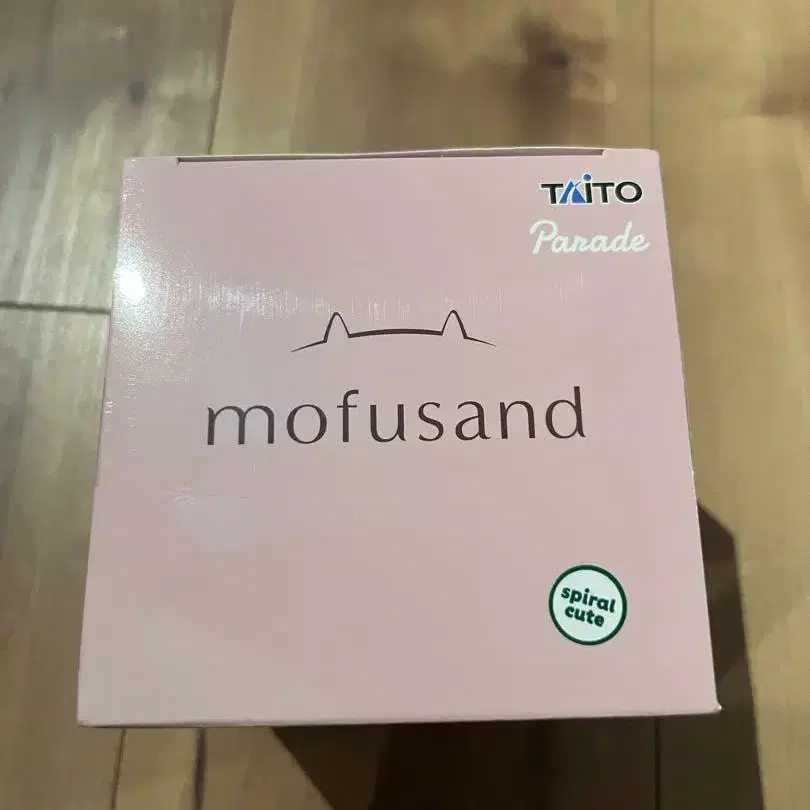 TAITO
Parade
mofusand
spiral
cute